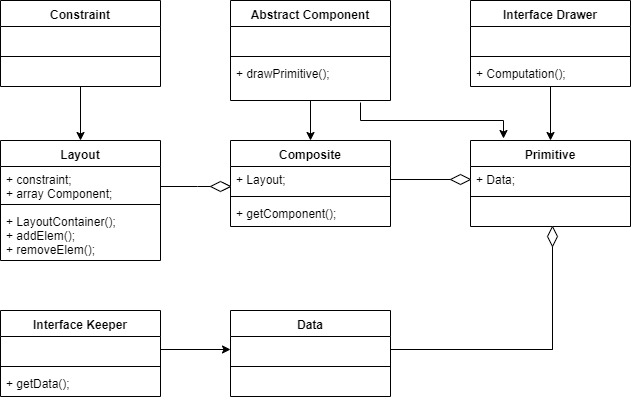 Constraint
Abstract Component
+ drawPrimitive();
Interface Drawer
+ Computation();
Layout
+ constraint;
+ array Component;
+ LayoutContainer();
+ addElem();
+ removeElem();
Composite
+ Layout;
+ getComponent();
Primitive
+ Data;
Interface Keeper
+ getData();
Data